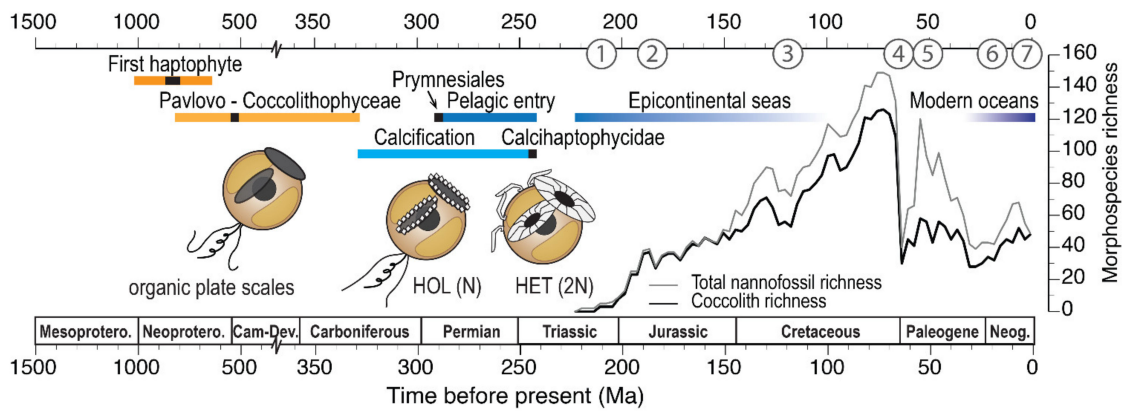 1500 1000 500 350 300 250 200 150 100 50 0
1 2 3 4 5 6 7
First haptophyte
Prymnesiales
Pavlovo - Coccolithophyceae
Pelagic entry
Epicontinental seas
Modern oceans
Calcification
Calcihaptophycidae
organic plate scales
HOL (N)
HET (2N)
Total nannofossil richness
Coccolith richness
160
140
120
100
80
60
40
20
0
Morphospecies richness
Mesoprotero. Neoprotero. Cam-Dev. Carboniferous Permian Triassic Jurassic Cretaceous Paleogene Neog.
1500 1000 500 350 300 250 200 150 100 50 0
Time before present (Ma)